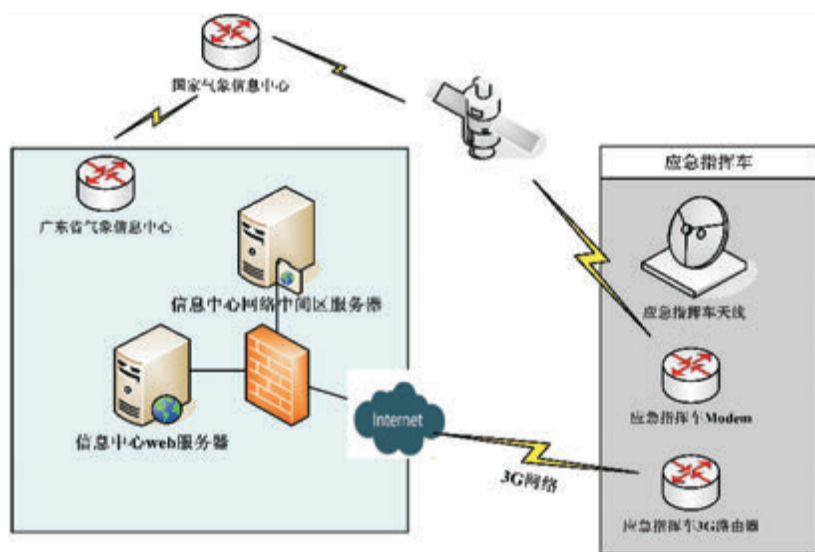 国家气象信息中心
应急指挥车
广东省气象信息中心
信息中心网络中间区服务器
应急指挥车天线
Internet
应急指挥车Modem
信息中心web服务器
3G网络
应急指挥车3G路由器